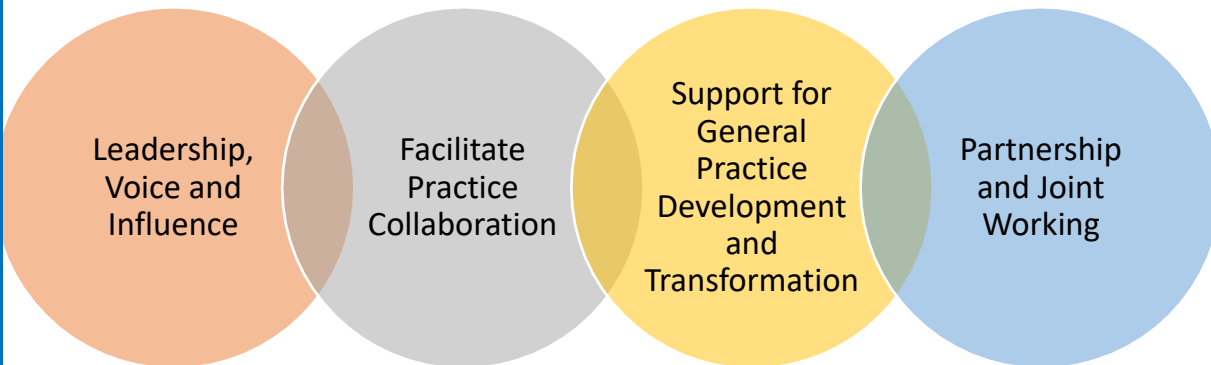 Leadership,
Voice and
Influence
Facilitate
Practice
Collaboration
Support for
General
Practice
Development
and
Transformation
Partnership
and Joint
Working